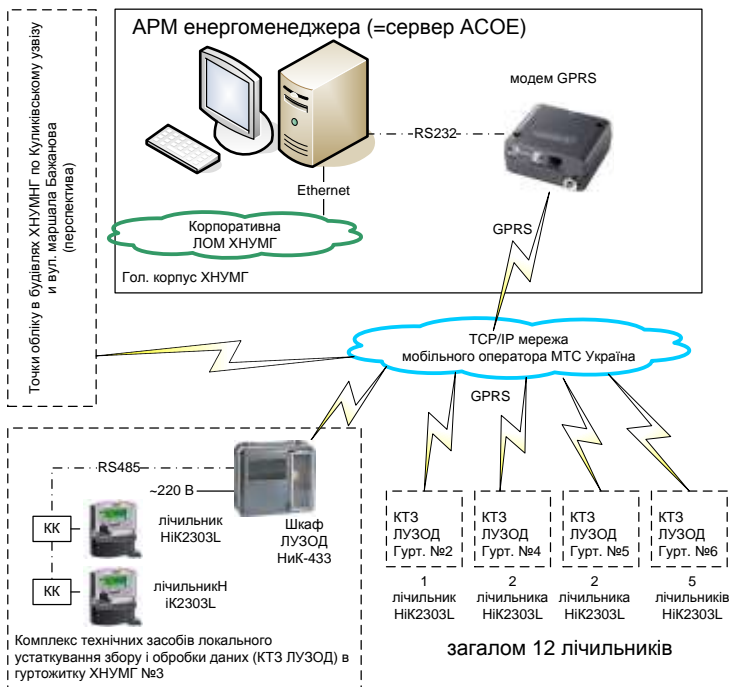 АРМ енергоменеджера (=сервер АСОЕ)
модем GPRS
RS232
Ethernet
Корпоративна
ЛОМ ХНУМГ
GPRS
Гол. корпус ХНУМГ
Точки обліку в будівлях ХНУМНГ по Куликівському узвізу
и вул. маршала Бажанова
(перспектива)
TCP/IP мережа
мобільного оператора МТС Україна
GPRS
RS485
~220 В
КК
лічильник
НіК2303L
Шкаф
ЛУЗОД
НиК-433
КК
лічильникН
іК2303L
Комплекс технічних засобів локального
устаткування збору і обробки даних (КТЗ ЛУЗОД) в
гуртожитку ХНУМГ №3
КТЗ
ЛУЗОД
Гурт. №2
1
лічильник
НіК2303L
КТЗ
ЛУЗОД
Гурт. №4
2
лічильника
НіК2303L
КТЗ
ЛУЗОД
Гурт. №5
2
лічильника
НіК2303L
КТЗ
ЛУЗОД
Гурт. №6
5
лічильників
НіК2303L
загалом 12 лічильників